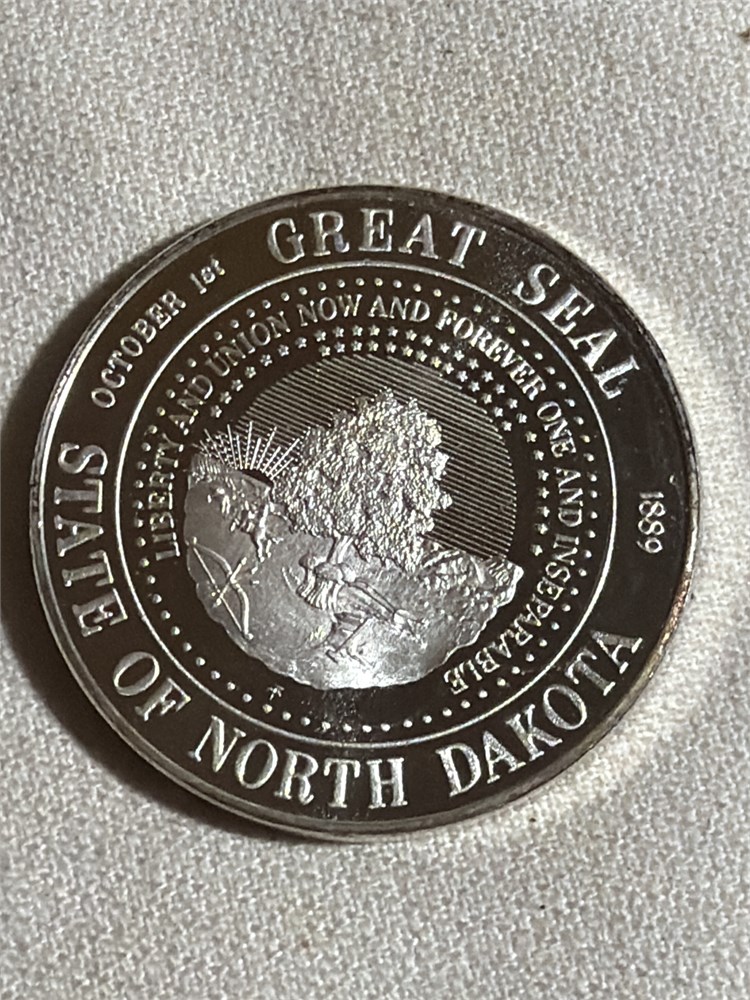 GREAT SEAL
STATE OF NORTH DAKOTA
OCTOBER 1st
1889
LIBERTY AND UNION NOW AND FOREVER ONE AND INSEPARABLE